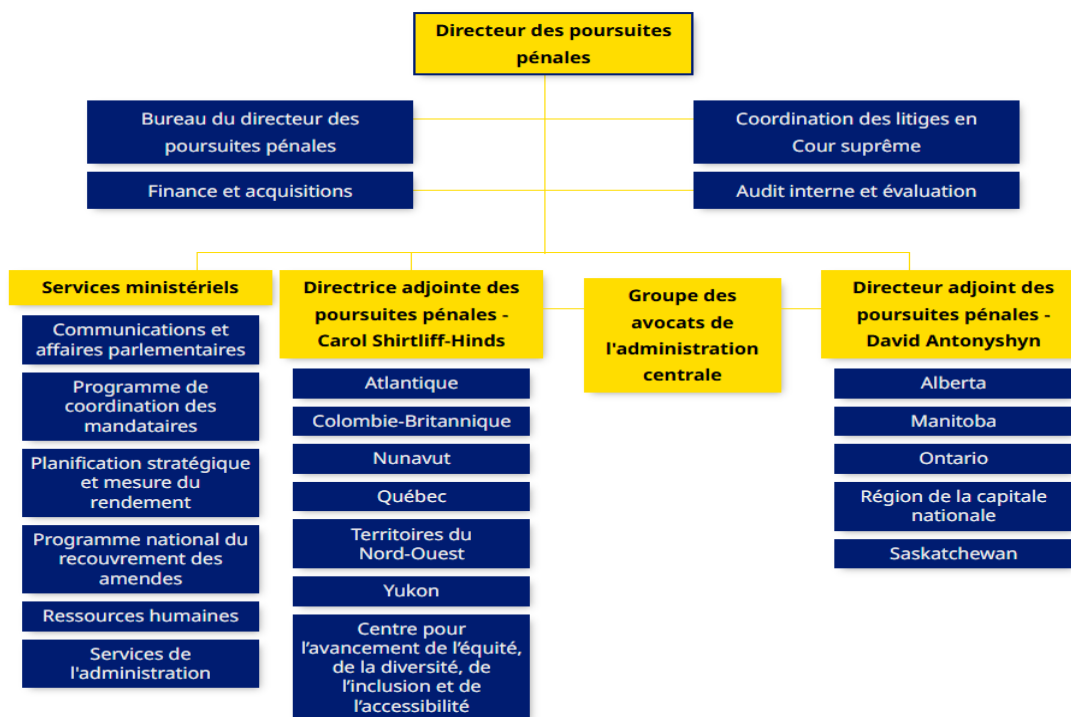 Directeur des poursuites
pénales
Bureau du directeur des
poursuites pénales
Coordination des litiges en
Cour suprême
Finance et acquisitions
Audit interne et évaluation
Services ministériels
Communications et
affaires parlementaires
Programme de
coordination des
mandataires
Planification stratégique
et mesure du
rendement
Programme national du
recouvrement des
amendes
Ressources humaines
Services de
l'administration
Directrice adjointe des
poursuites pénales -
Carol Shirtliff-Hinds
Atlantique
Colombie-Britannique
Nunavut
Québec
Territoires du
Nord-Ouest
Yukon
Centre pour
l’avancement de l’équité,
de la diversité, de
l’inclusion et de
l’accessibilité
Groupe des
avocats de
l'administration
centrale
Directeur adjoint des
poursuites pénales -
David Antonyshyn
Alberta
Manitoba
Ontario
Région de la capitale
nationale
Saskatchewan